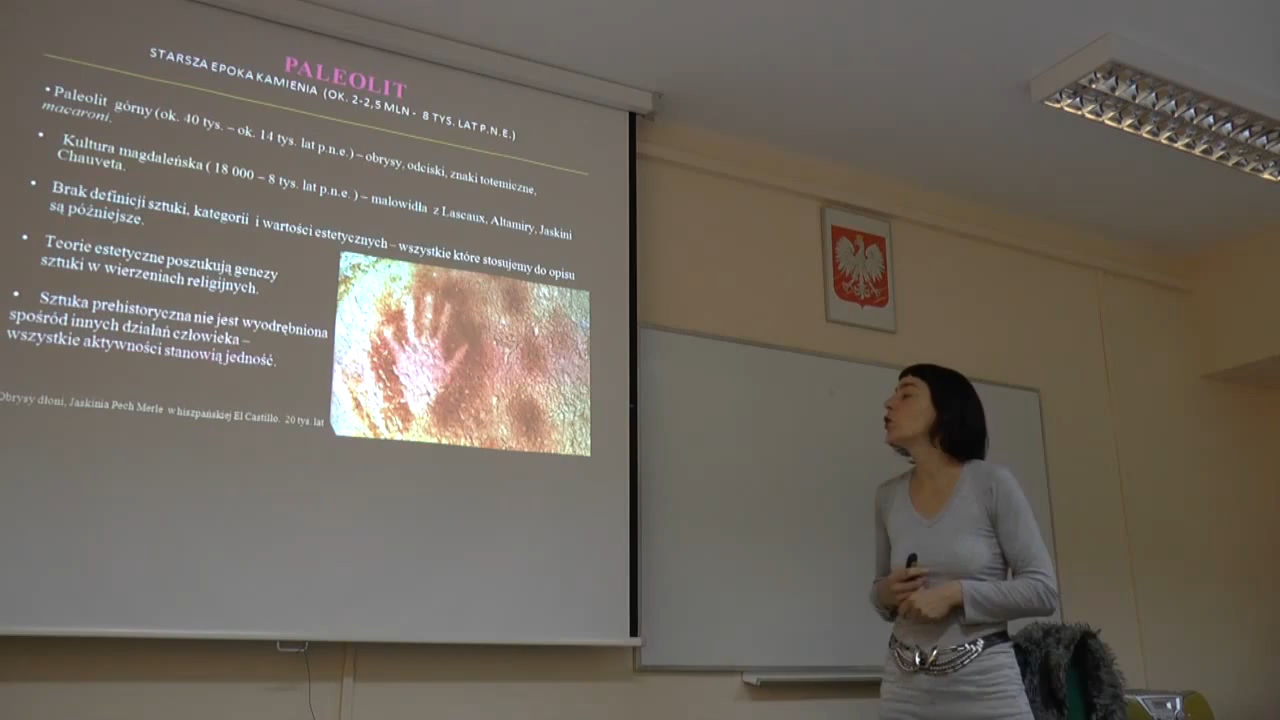 PALEOLIT
STARSZA EPOKA KAMIENIA (OK. 2-2,5 MLN - 8 TYS. LAT P.N.E.)
• Paleolit górny (ok. 40 tys. – ok. 14 tys. lat p.n.e.) – obrysy, odciski, znaki totemiczne,
macaroni.
• Kultura magdaleńska ( 18 000 – 8 tys. lat p.n.e. ) – malowidła z Lascaux, Altamiry, Jaskini
Chauveta.
• Brak definicji sztuki, kategorii i wartości estetycznych – wszystkie które stosujemy do opisu
są późniejsze.
• Teorie estetyczne poszukują genezy
sztuki w wierzeniach religijnych.
• Sztuka prehistoryczna nie jest wyodrębniona
spośród innych działań człowieka –
wszystkie aktywności stanowią jedność.
Obrysy dłoni, Jaskinia Pech Merle w hiszpańskiej El Castillo. 20 tys. lat